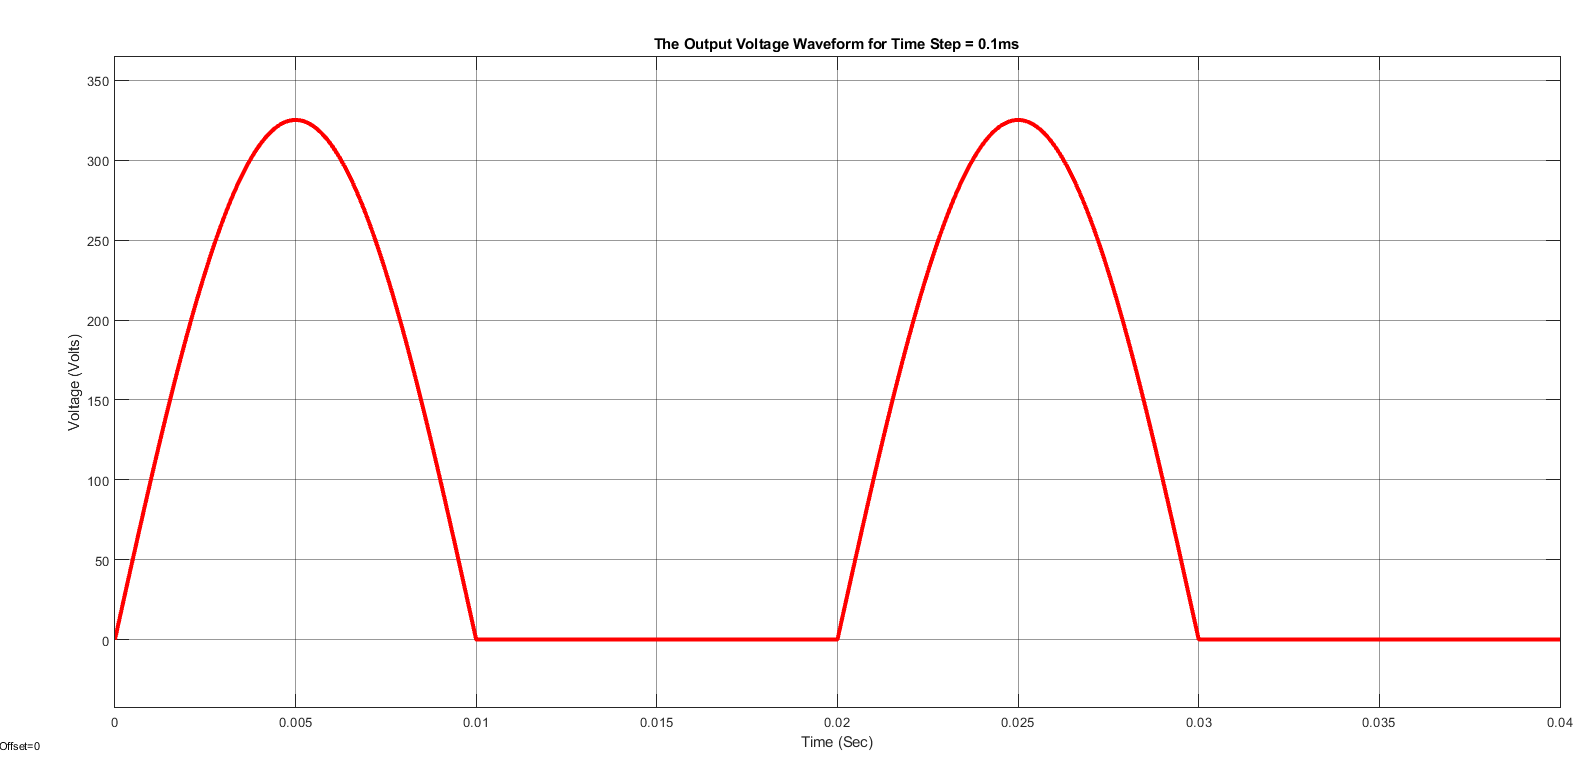 The Output Voltage Waveform for Time Step = 0.1ms
350
300
250
200
150
100
50
0
Voltage (Volts)
0 0.005 0.01 0.015 0.02 0.025 0.03 0.035 0.04
Time (Sec)
Offset=0